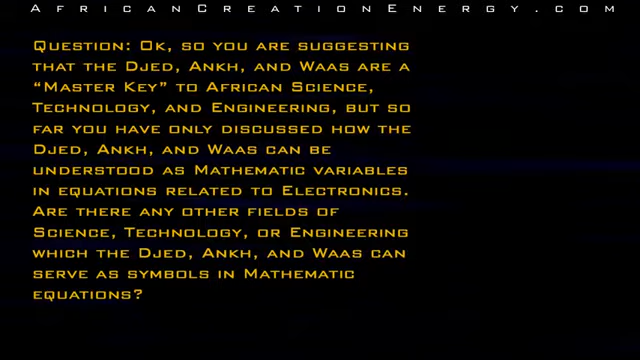 AfricanCreationEnergy.com
Question: Ok, so you are suggesting
that the Djed, Ankh, and Waas are a
“Master Key” to African Science,
Technology, and Engineering, but so
far you have only discussed how the
Djed, Ankh, and Waas can be
understood as Mathematic variables
in equations related to Electronics.
Are there any other fields of
Science, Technology, or Engineering
which the Djed, Ankh, and Waas can
serve as symbols in Mathematic
equations?